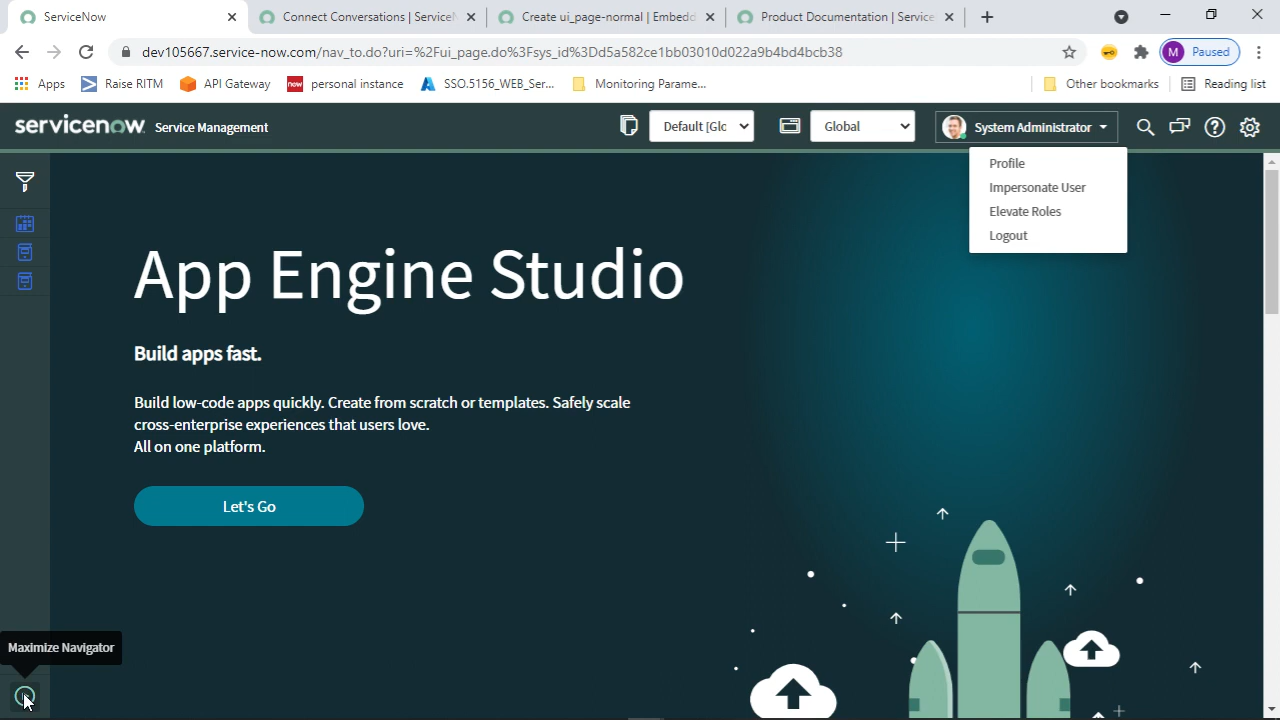 ServiceNow
Connect Conversations | Service
Create ui_page-normal | Embed
Product Documentation | Service
dev105667.service-now.com/nav_to.do?uri=%2Fui_page.do%3Fsys_id%3Dd5a582ce1bb03010d022a9b4bd4bcb38
M Paused
Apps
Raise RITM
API Gateway
now personal instance
SSO.5156_WEB_Ser...
Monitoring Parame...
Other bookmarks
Reading list
servicenow Service Management
Default [Glo
Global
System Administrator
Profile
Impersonate User
Elevate Roles
Logout
App Engine Studio
Build apps fast.
Build low-code apps quickly. Create from scratch or templates. Safely scale
cross-enterprise experiences that users love.
All on one platform.
Let's Go
Maximize Navigator